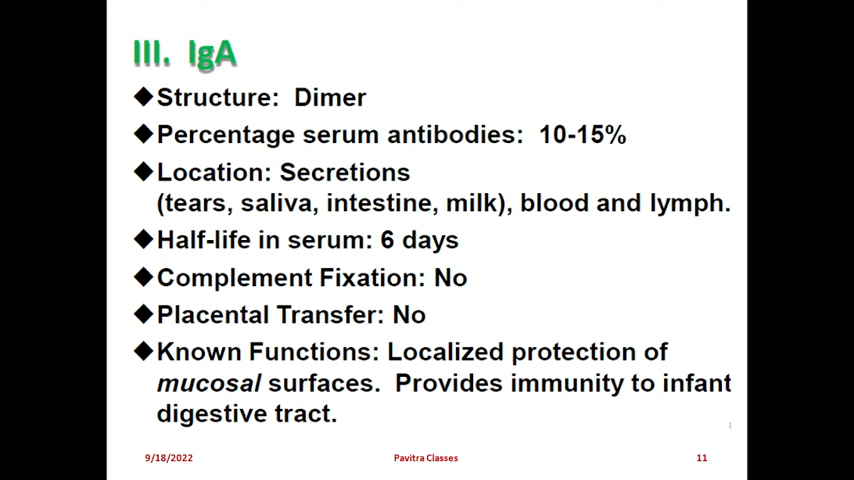 III. IgA
◆Structure: Dimer
◆Percentage serum antibodies: 10-15%
◆Location: Secretions
(tears, saliva, intestine, milk), blood and lymph.
◆Half-life in serum: 6 days
◆Complement Fixation: No
◆Placental Transfer: No
◆Known Functions: Localized protection of
mucosal surfaces. Provides immunity to infant
digestive tract.
9/18/2022 Pavitra Classes 11